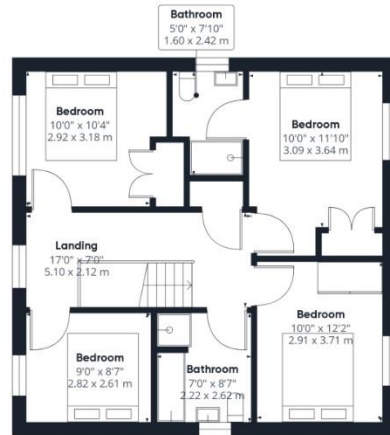 Bathroom
5'0" x 7'10"
1.60 x 2.42 m
Bedroom
10'0" x 10'4"
2.92 x 3.18 m
Bedroom
10'0" x 11'10"
3.09 x 3.64 m
Landing
17'0" x 7'0"
5.10 x 2.12 m
Bedroom
10'0" x 12'2"
2.91 x 3.71 m
Bedroom
9'0" x 8'7"
2.82 x 2.61 m
Bathroom
7'0" x 8'7"
2.22 x 2.62 m